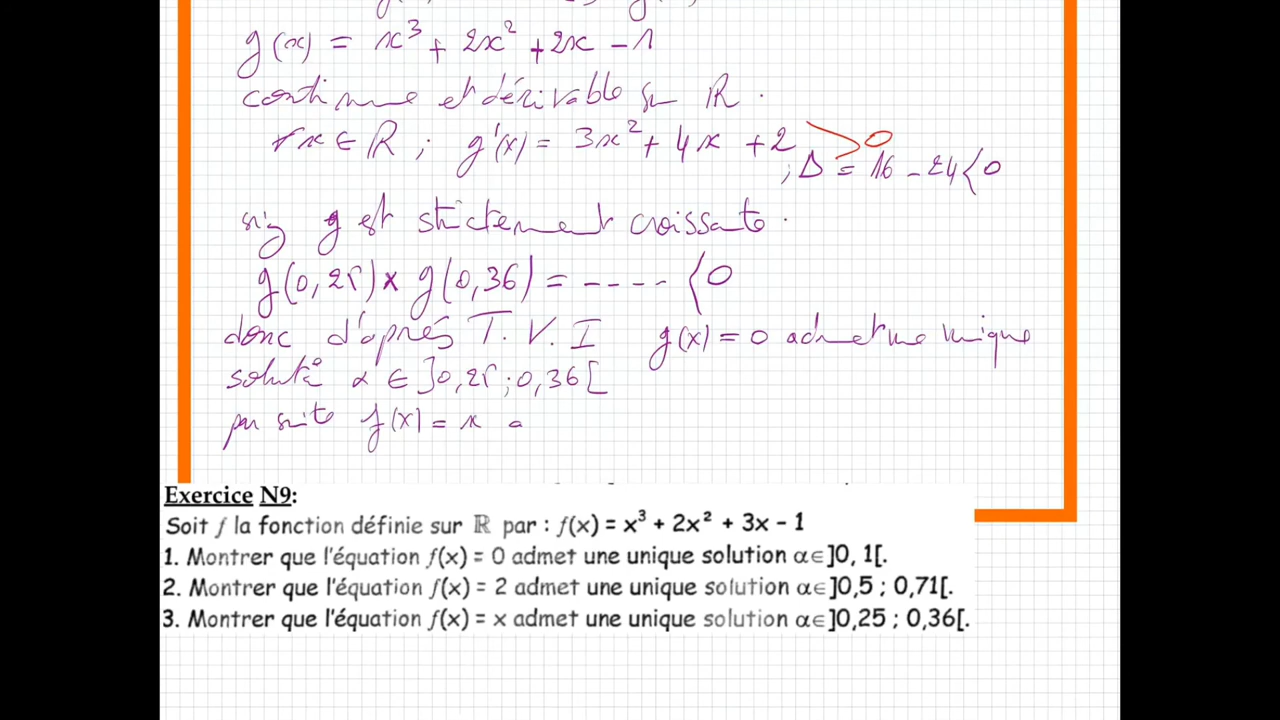 g(x) = x³ + 2x² + 2x - 1
continue et dérivable sur ℝ.
∀x ∈ ℝ ; g'(x) = 3x² + 4x + 2 > 0
; Δ = 16 - 24 < 0
g est strictement croissante.
g(0,25) × g(0,36) = ---- < 0
donc d'après T.V.I g(x) = 0 admet une unique
solut° α ∈ ]0,25 ; 0,36[
par suite f(x) = x a
Exercice N9:
Soit f la fonction définie sur ℝ par : f(x) = x³ + 2x² + 3x - 1
1. Montrer que l'équation f(x) = 0 admet une unique solution α∈]0, 1[.
2. Montrer que l'équation f(x) = 2 admet une unique solution α∈]0,5 ; 0,71[.
3. Montrer que l'équation f(x) = x admet une unique solution α∈]0,25 ; 0,36[.